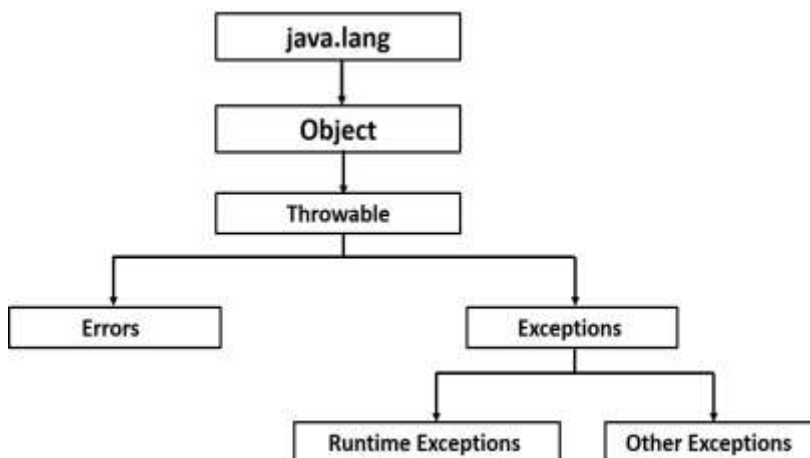 java.lang
Object
Throwable
Errors
Exceptions
Runtime Exceptions
Other Exceptions